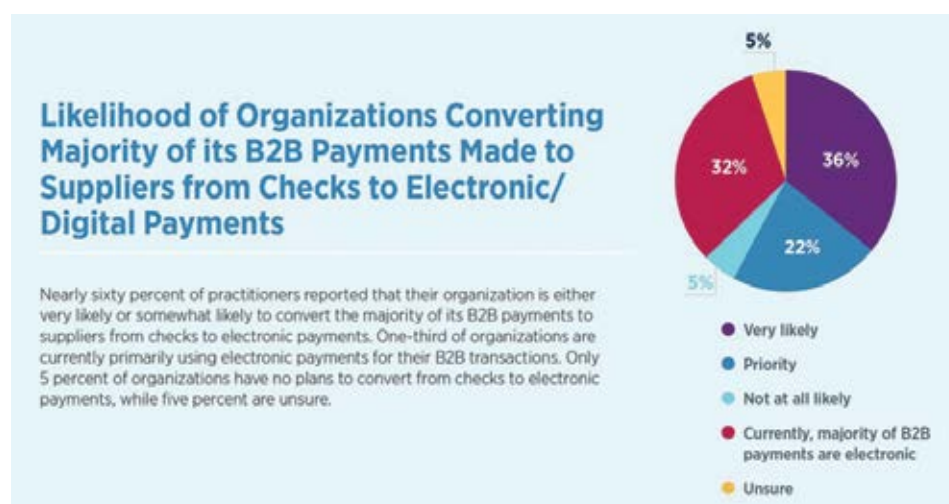 Likelihood of Organizations Converting
Majority of its B2B Payments Made to
Suppliers from Checks to Electronic/
Digital Payments
Nearly sixty percent of practitioners reported that their organization is either
very likely or somewhat likely to convert the majority of its B2B payments to
suppliers from checks to electronic payments. One-third of organizations are
currently primarily using electronic payments for their B2B transactions. Only
5 percent of organizations have no plans to convert from checks to electronic
payments, while five percent are unsure.
5%
36%
32%
22%
5%
Very likely
Priority
Not at all likely
Currently, majority of B2B
payments are electronic
Unsure